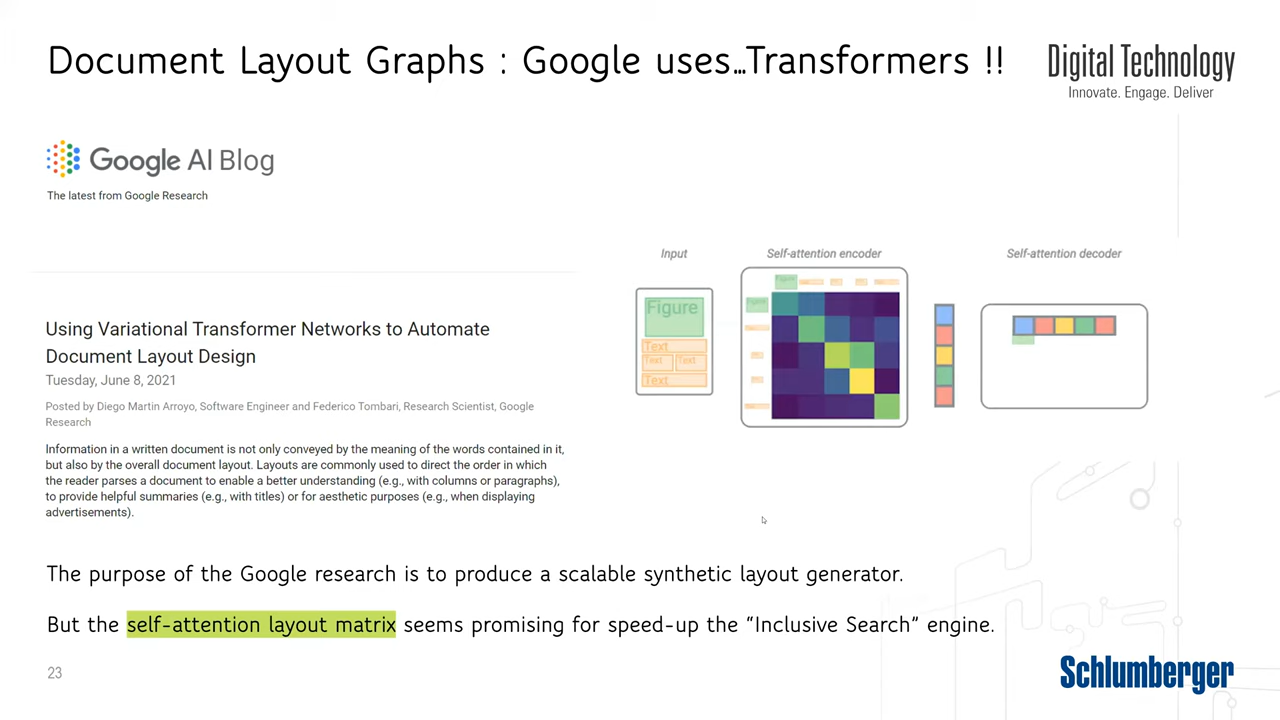 Document Layout Graphs : Google uses...Transformers !!
Digital Technology
Innovate. Engage. Deliver
Google AI Blog
The latest from Google Research
Using Variational Transformer Networks to Automate
Document Layout Design
Tuesday, June 8, 2021
Posted by Diego Martin Arroyo, Software Engineer and Federico Tombari, Research Scientist, Google
Research
Information in a written document is not only conveyed by the meaning of the words contained in it,
but also by the overall document layout. Layouts are commonly used to direct the order in which
the reader parses a document to enable a better understanding (e.g., with columns or paragraphs),
to provide helpful summaries (e.g., with titles) or for aesthetic purposes (e.g., when displaying
advertisements).
Input
Self-attention encoder
Self-attention decoder
Figure
Text
Text Text
Text
The purpose of the Google research is to produce a scalable synthetic layout generator.
But the self-attention layout matrix seems promising for speed-up the “Inclusive Search” engine.
23
Schlumberger